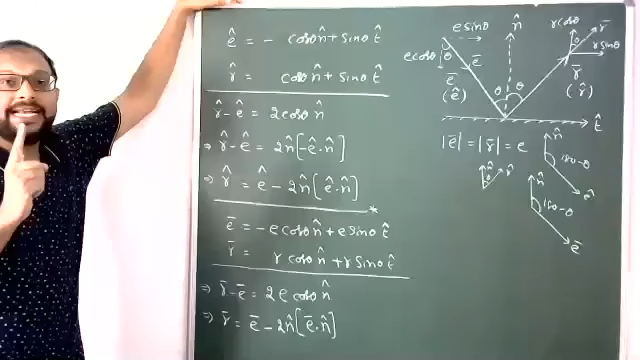 ê = - cosθ n̂ + sinθ t̂
r̂ = cosθ n̂ + sinθ t̂
r̂ - ê = 2cosθ n̂
⇒ r̂ - ê = 2n̂[-ê·n̂]
⇒ r̂ = ê - 2n̂[ê·n̂]
*
ē = -e cosθ n̂ + e sinθ t̂
r̄ = r cosθ n̂ + r sinθ t̂
⇒ r̄ - ē = 2e cosθ n̂
⇒ r̄ = ē - 2n̂[ē·n̂]
e sinθ
n̂
r cosθ
r̄
e cosθ
θ
ē
θ
r sinθ
ē
(ê)
θ
θ
r̄
(r̂)
t̂
|ē| = |r̄| = e
n̂
180-θ
ê
n̂
θ
r̂
n̂
180-θ
ē